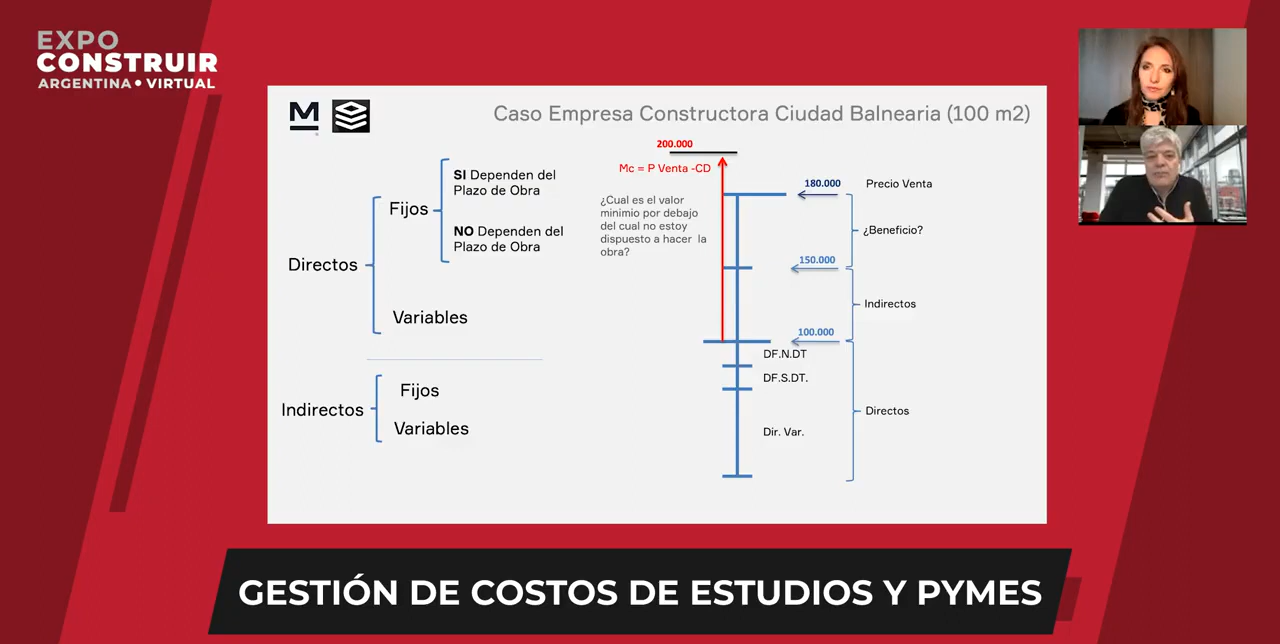 EXPO
CONSTRUIR
ARGENTINA • VIRTUAL
M
Caso Empresa Constructora Ciudad Balnearia (100 m2)
Directos
Fijos
SI Dependen del
Plazo de Obra
NO Dependen del
Plazo de Obra
Variables
Indirectos
Fijos
Variables
200.000
Mc = P Venta -CD
¿Cual es el valor
minimio por debajo
del cual no estoy
dispuesto a hacer la
obra?
180.000
Precio Venta
¿Beneficio?
150.000
Indirectos
100.000
DF.N.DT
DF.S.DT.
Directos
Dir. Var.
GESTIÓN DE COSTOS DE ESTUDIOS Y PYMES